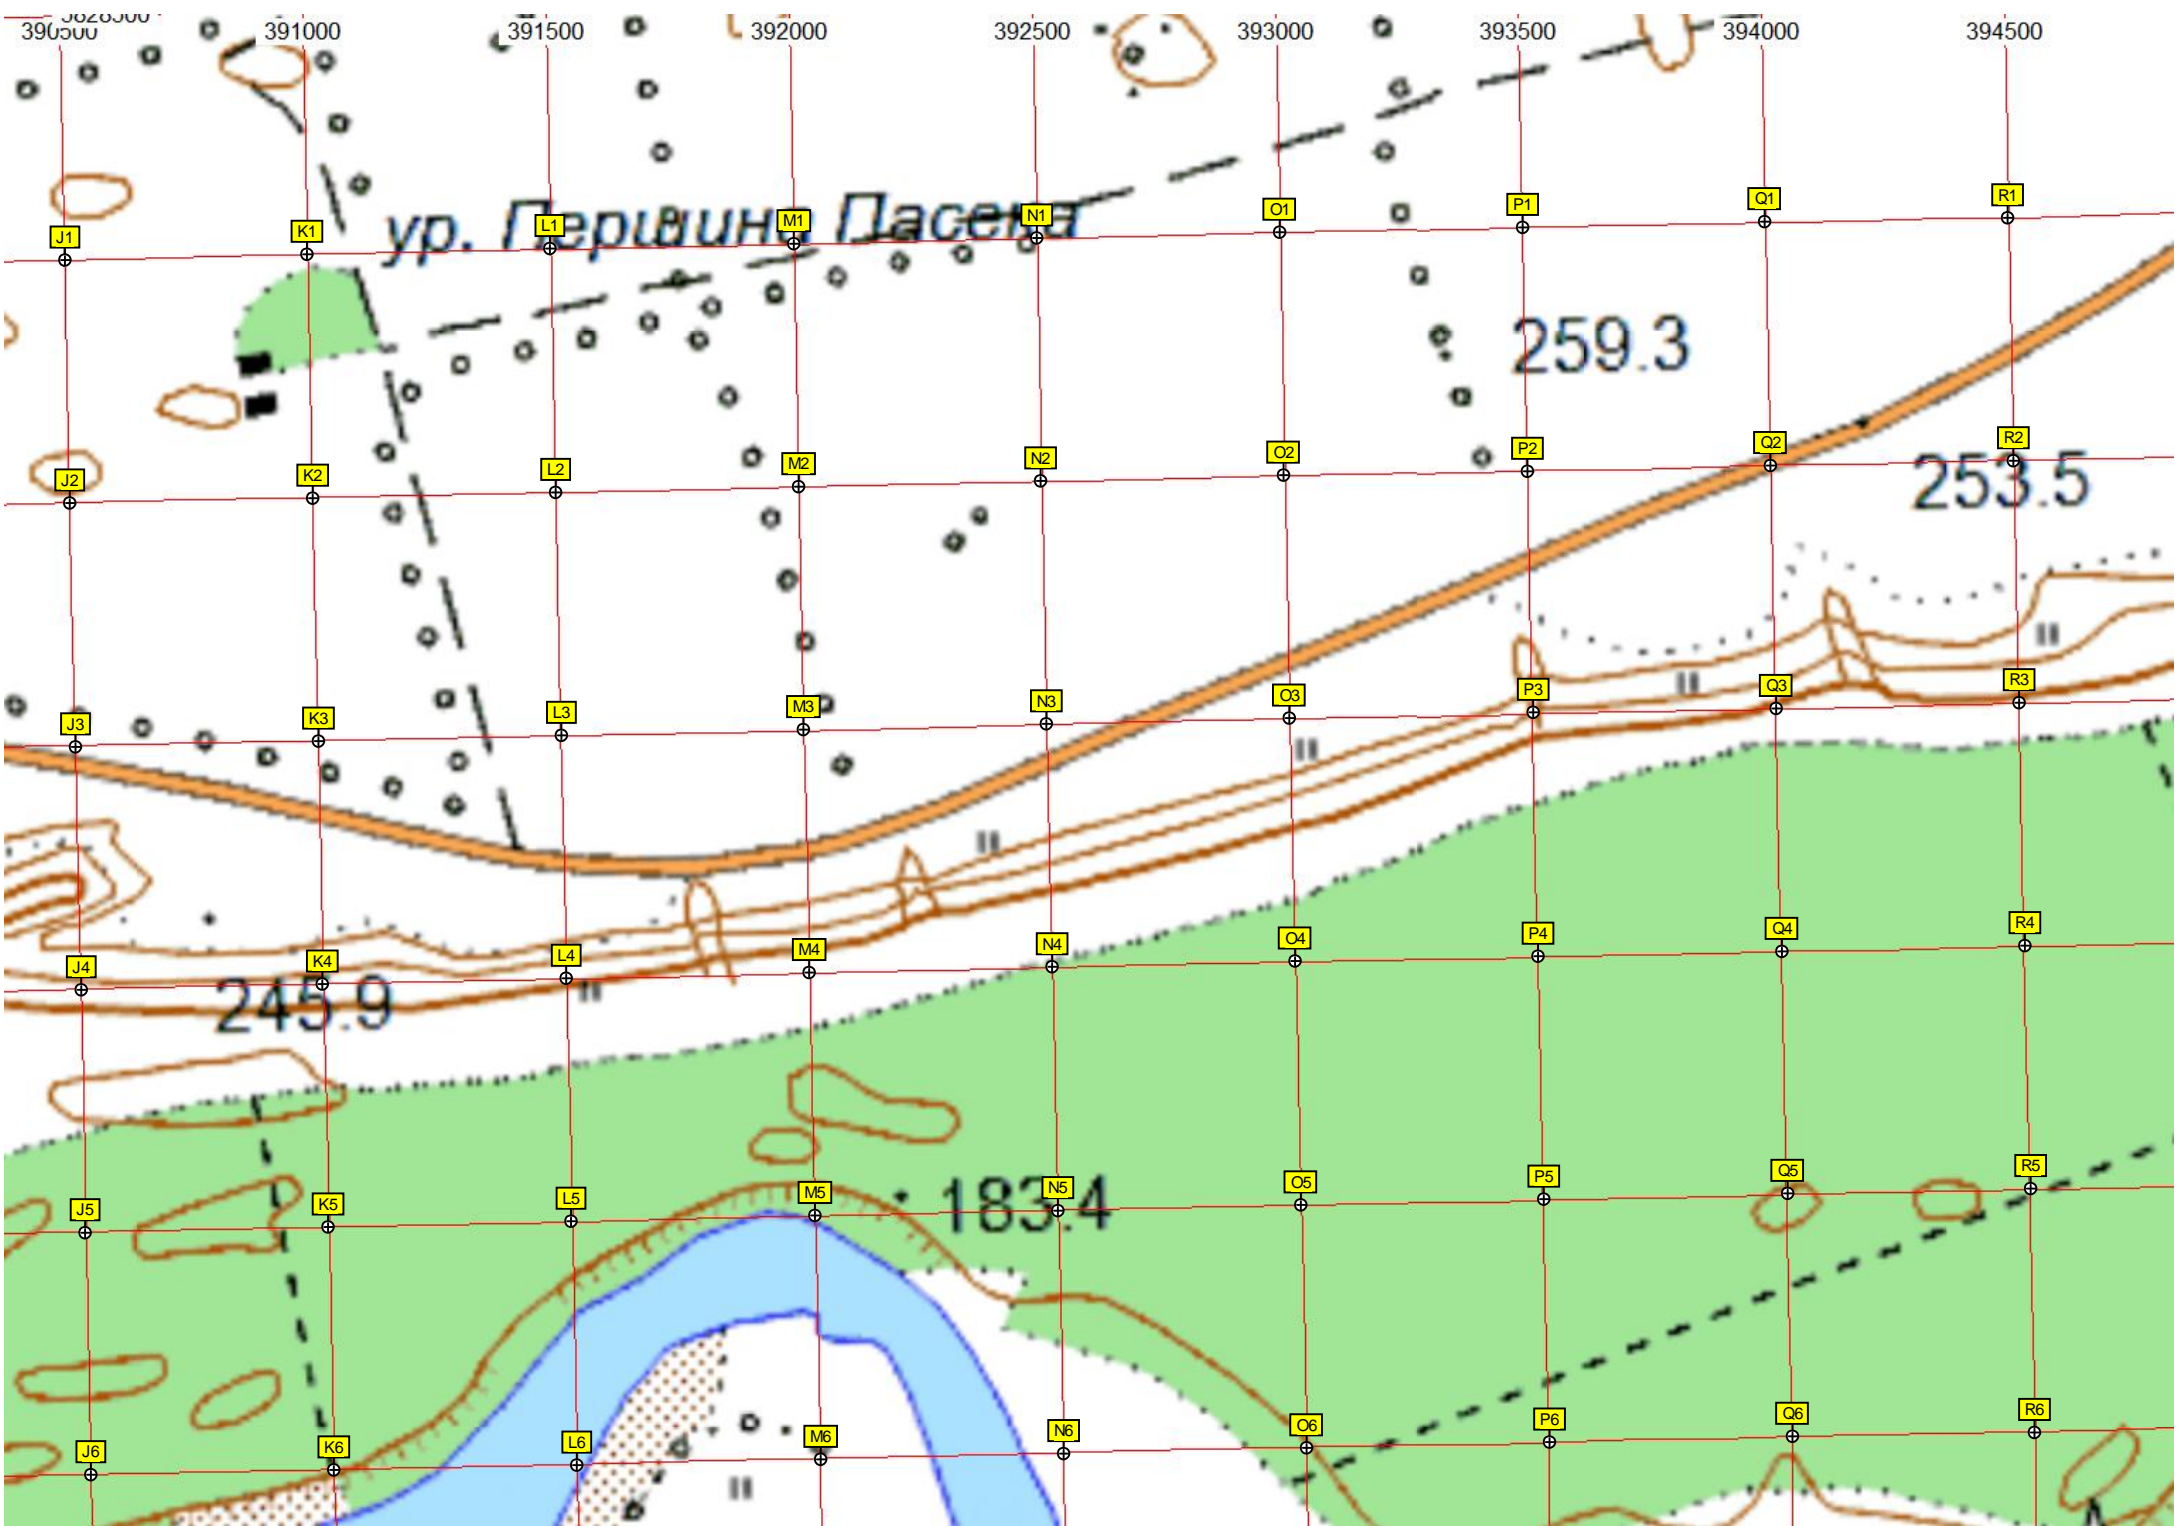 5828500
390500 391000 391500 392000 392500 393000 393500 394000 394500
J1 K1 L1 M1 N1 O1 P1 Q1 R1
ур. Першина Пасека
259.3
J2 K2 L2 M2 N2 O2 P2 Q2 R2
253.5
J3 K3 L3 M3 N3 O3 P3 Q3 R3
J4 K4 L4 M4 N4 O4 P4 Q4 R4
245.9
J5 K5 L5 M5 N5 O5 P5 Q5 R5
183.4
J6 K6 L6 M6 N6 O6 P6 Q6 R6